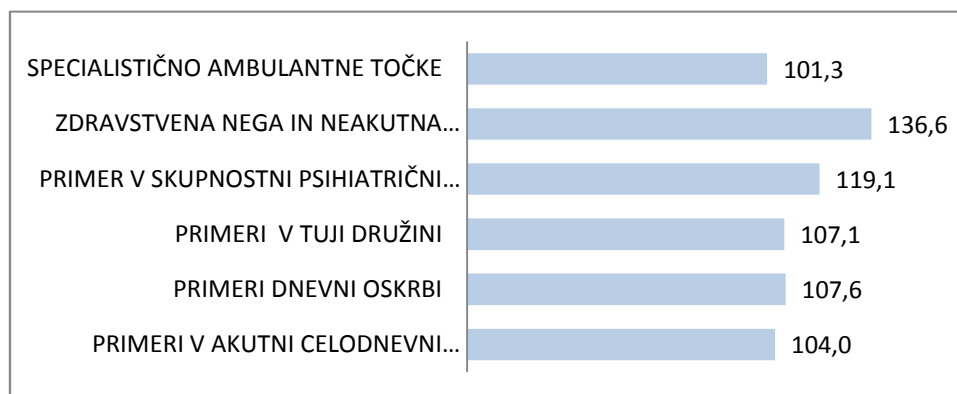 SPECIALISTIČNO AMBULANTNE TOČKE 101,3
ZDRAVSTVENA NEGA IN NEAKUTNA… 136,6
PRIMER V SKUPNOSTNI PSIHIATRIČNI… 119,1
PRIMERI V TUJI DRUŽINI 107,1
PRIMERI DNEVNI OSKRBI 107,6
PRIMERI V AKUTNI CELODNEVNI… 104,0